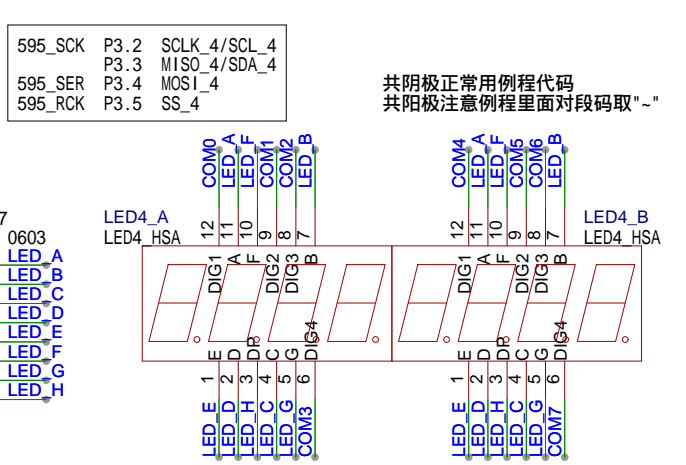 595_SCK P3.2 SCLK_4/SCL_4
P3.3 MISO_4/SDA_4
595_SER P3.4 MOSI_4
595_RCK P3.5 SS_4
共阴极正常用例程代码
共阳极注意例程里面对段码取"~"
COM0 LED_A LED_F COM1 COM2 LED_B
COM4 LED_A LED_F COM5 COM6 LED_B
7
0603
LED_A
LED_B
LED_C
LED_D
LED_E
LED_F
LED_G
LED_H
LED4_A
LED4_HSA
12 11 10 9 8 7
DIG1 A F DIG2 DIG3 B
E D DP C G DIG4
1 2 3 4 5 6
LED_E LED_D LED_H LED_C LED_G COM3
LED4_B
LED4_HSA
12 11 10 9 8 7
DIG1 A F DIG2 DIG3 B
E D DP C G DIG4
1 2 3 4 5 6
LED_E LED_D LED_H LED_C LED_G COM7